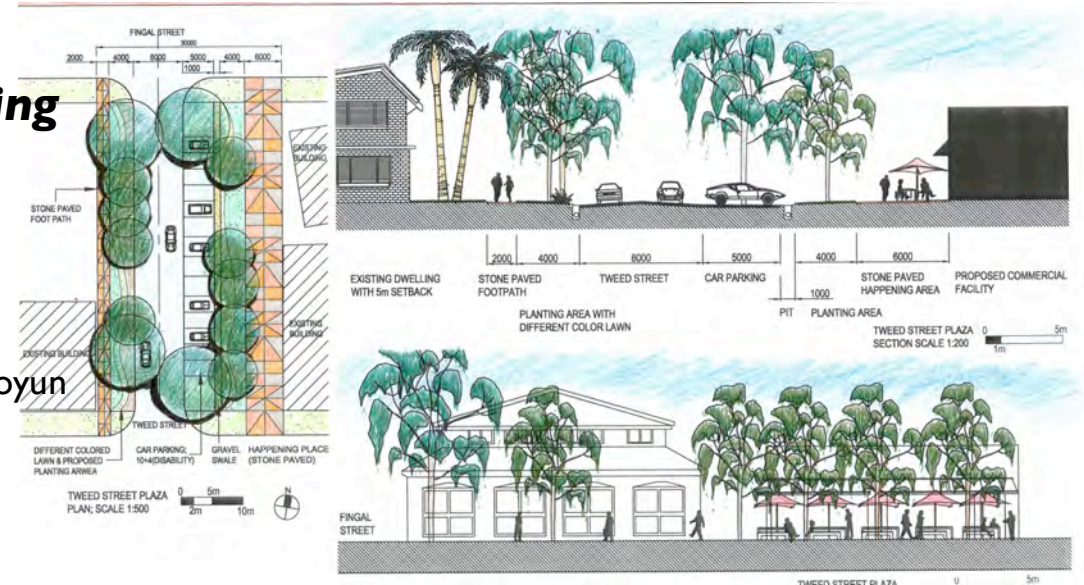 ing
oyun
FINGAL STREET
30000
2000 4000 8000 5000 4000 6000
1000
EXISTING BUILDING
STONE PAVED
FOOT PATH
EXISTING BUILDING
EXISTING BUILDING
TWEED STREET
DIFFERENT COLORED
LAWN & PROPOSED
PLANTING ARWEA
CAR PARKING;
10+4(DISABILITY)
GRAVEL
SWALE
HAPPENING PLACE
(STONE PAVED)
TWEED STREET PLAZA
PLAN; SCALE 1:500
0 5m
2m 10m
N
2000 4000 8000 5000 4000 6000
1000
EXISTING DWELLING
WITH 5m SETBACK
STONE PAVED
FOOTPATH
TWEED STREET
CAR PARKING
STONE PAVED
HAPPENING AREA
PROPOSED COMMERCIAL
FACILITY
PLANTING AREA WITH
DIFFERENT COLOR LAWN
PIT
PLANTING AREA
TWEED STREET PLAZA
SECTION SCALE 1:200
0 5m
1m
FINGAL
STREET
TWEED STREET PLAZA
0 5m